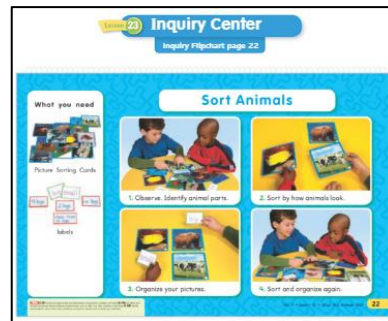 Lesson 23 Inquiry Center
Inquiry Flipchart page 22
What you need
Picture Sorting Cards
labels
Sort Animals
1. Observe. Identify animal parts.
2. Sort by how animals look.
3. Organize your pictures.
4. Sort and organize again.
22